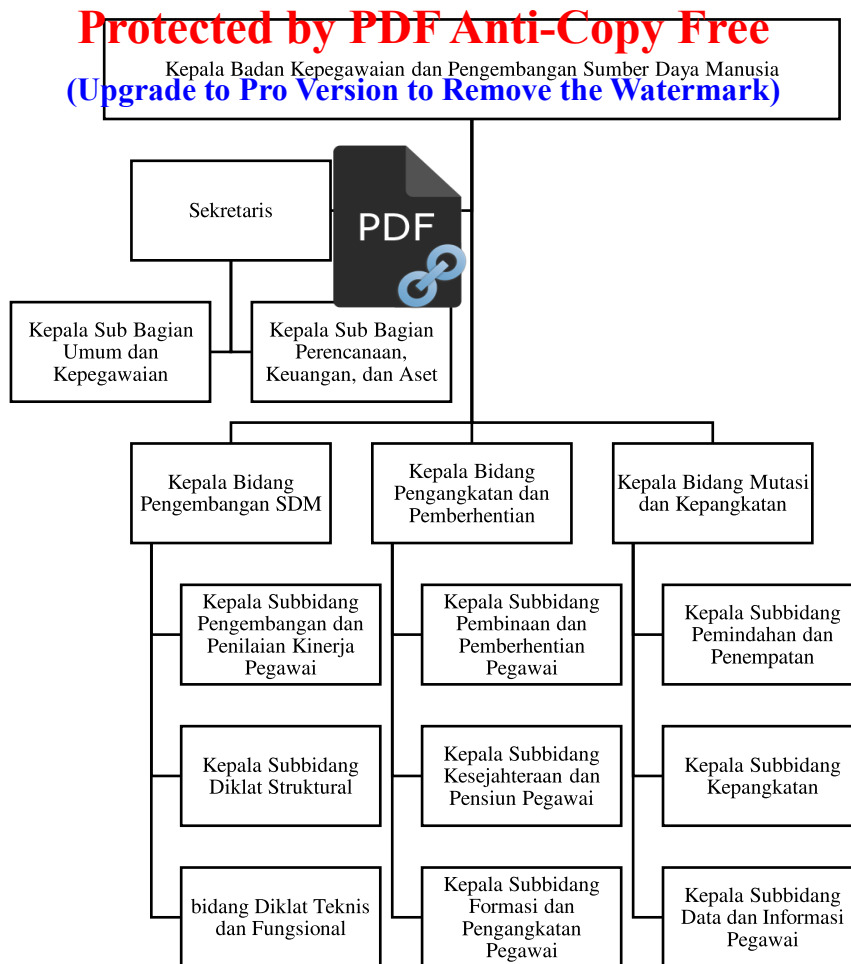 Protected by PDF Anti-Copy Free
Kepala Badan Kepegawaian dan Pengembangan Sumber Daya Manusia
(Upgrade to Pro Version to Remove the Watermark)
Sekretaris
PDF
Kepala Sub Bagian
Umum dan
Kepegawaian
Kepala Sub Bagian
Perencanaan,
Keuangan, dan Aset
Kepala Bidang
Pengembangan SDM
Kepala Bidang
Pengangkatan dan
Pemberhentian
Kepala Bidang Mutasi
dan Kepangkatan
Kepala Subbidang
Pengembangan dan
Penilaian Kinerja
Pegawai
Kepala Subbidang
Pembinaan dan
Pemberhentian
Pegawai
Kepala Subbidang
Pemindahan dan
Penempatan
Kepala Subbidang
Diklat Struktural
Kepala Subbidang
Kesejahteraan dan
Pensiun Pegawai
Kepala Subbidang
Kepangkatan
bidang Diklat Teknis
dan Fungsional
Kepala Subbidang
Formasi dan
Pengangkatan
Pegawai
Kepala Subbidang
Data dan Informasi
Pegawai